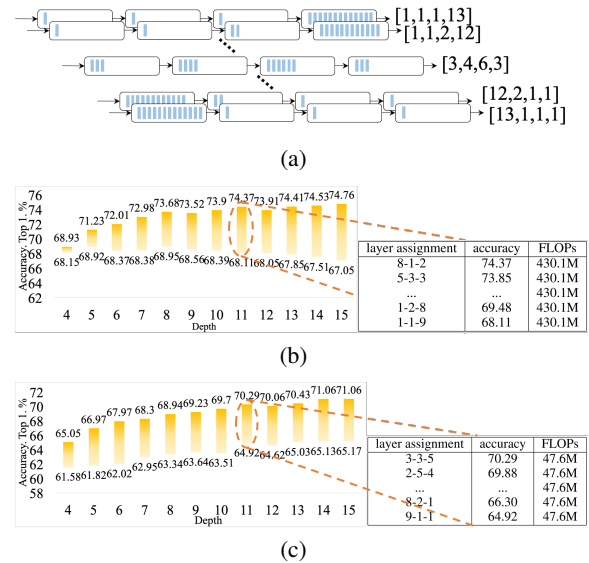 [1,1,1,13]
[1,1,2,12]
[3,4,6,3]
[12,2,1,1]
[13,1,1,1]
(a)
Accuracy Top 1. %
76
74
72
70
68
66
64
62
68.93 71.23 72.01 72.98 73.68 73.52 73.9 74.37 73.91 74.41 74.53 74.76
68.15 68.92 68.37 68.38 68.95 68.56 68.39 68.11 68.05 67.85 67.51 67.05
4 5 6 7 8 9 10 11 12 13 14 15
Depth
layer assignment accuracy FLOPs
8-1-2 74.37 430.1M
5-3-3 73.85 430.1M
... ... 430.1M
1-2-8 69.48 430.1M
1-1-9 68.11 430.1M
(b)
Accuracy Top 1. %
72
70
68
66
64
62
60
58
65.05 66.97 67.97 68.3 68.94 69.23 69.7 70.29 70.06 70.43 71.06 71.06
61.58 61.82 62.02 62.95 63.34 63.64 63.51 64.92 64.62 65.03 65.13 65.17
4 5 6 7 8 9 10 11 12 13 14 15
Depth
layer assignment accuracy FLOPs
3-3-5 70.29 47.6M
2-5-4 69.88 47.6M
... ... 47.6M
8-2-1 66.30 47.6M
9-1-1 64.92 47.6M
(c)